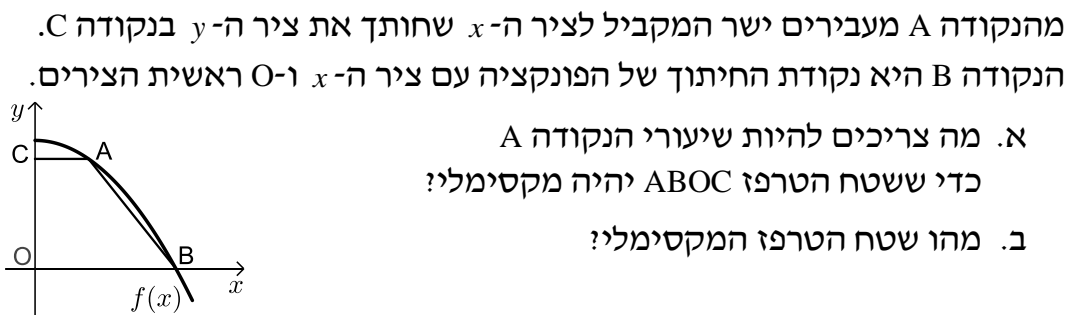 מהנקודה A מעבירים ישר המקביל לציר ה- x שחותך את ציר ה- y בנקודה C.
הנקודה B היא נקודת החיתוך של הפונקציה עם ציר ה- x ו-O ראשית הצירים.
א. מה צריכים להיות שיעורי הנקודה A
כדי ששטח הטרפז ABOC יהיה מקסימלי?
ב. מהו שטח הטרפז המקסימלי?
y
C A
O B
x
f(x)